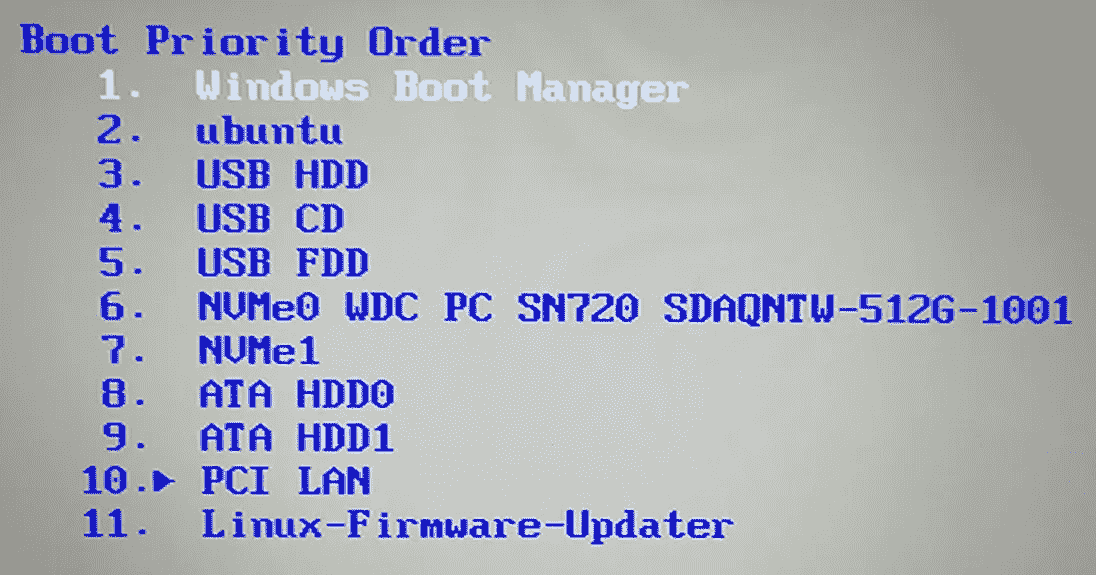 Boot Priority Order
1. Windows Boot Manager
2. ubuntu
3. USB HDD
4. USB CD
5. USB FDD
6. NVMe0 WDC PC SN720 SDAQNTW-512G-1001
7. NVMe1
8. ATA HDD0
9. ATA HDD1
10.▶ PCI LAN
11. Linux-Firmware-Updater